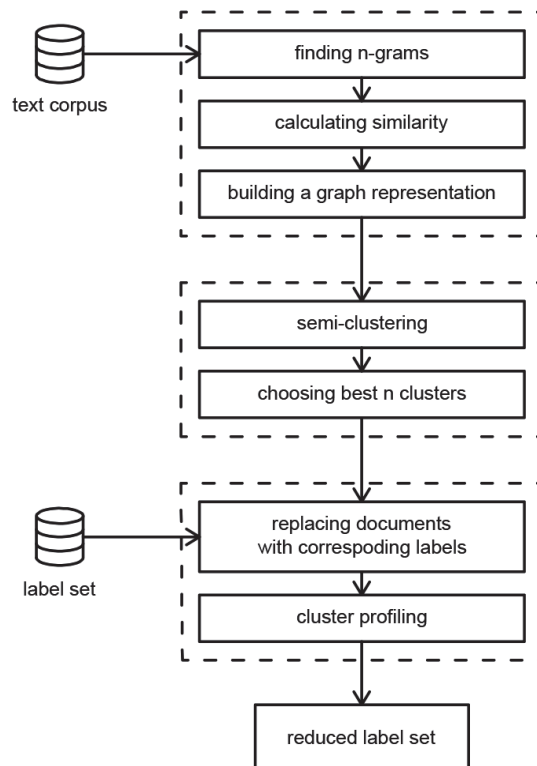 finding n-grams
text corpus
calculating similarity
building a graph representation
semi-clustering
choosing best n clusters
replacing documents
with correspoding labels
label set
cluster profiling
reduced label set